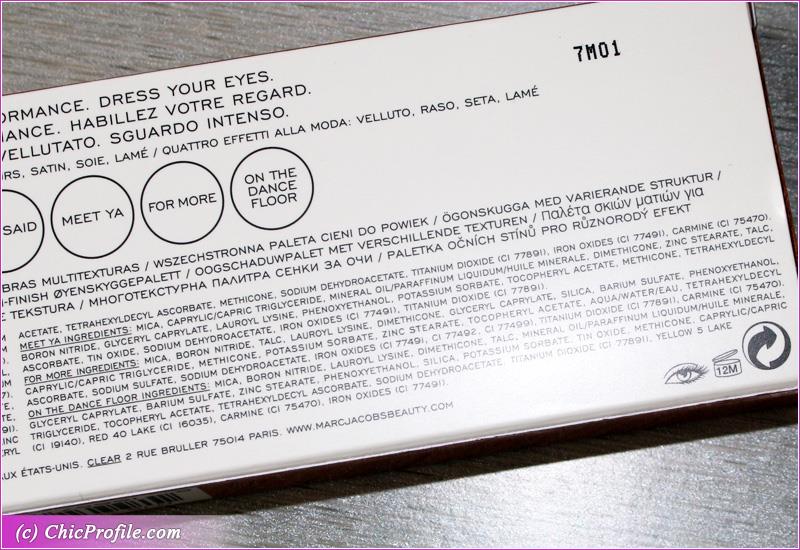 7M01
ORMANCE. DRESS YOUR EYES.
IANCE. HABILLEZ VOTRE REGARD.
VELLUTATO. SGUARDO INTENSO.
RS, SATIN, SOIE, LAMÉ / QUATTRO EFFETTI ALLA MODA: VELLUTO, RASO, SETA, LAMÉ
SAID
MEET YA
FOR MORE
ON THE
DANCE
FLOOR
BRAS MULTITEXTURAS / WSZECHSTRONNA PALETA CIENI DO POWIEK / ÖGONSKUGGA MED VARIERANDE STRUKTUR /
I-FINISH ØYENSKYGGEPALETT / OOGSCHADUWPALET MET VERSCHILLENDE TEXTUREN / Παλέτα σκιών ματιών για
E TEKSTURA / МНОГОТЕКСТУРНА ПАЛИТРА СЕНКИ ЗА ОЧИ / PALETKA OČNÍCH STÍNŮ PRO RŮZNORODÝ EFEKT
ACETATE, TETRAHEXYLDECYL ASCORBATE, METHICONE, SODIUM DEHYDROACETATE, TITANIUM DIOXIDE (CI 77891), IRON OXIDES (CI 77491), CARMINE (CI 75470).
MEET YA INGREDIENTS: MICA, CAPRYLIC/CAPRIC TRIGLYCERIDE, MINERAL OIL/PARAFFINUM LIQUIDUM/HUILE MINERALE, DIMETHICONE, ZINC STEARATE, TALC,
BORON NITRIDE, GLYCERYL CAPRYLATE, LAUROYL LYSINE, PHENOXYETHANOL, POTASSIUM SORBATE, TOCOPHERYL ACETATE, METHICONE, TETRAHEXYLDECYL
ASCORBATE, TIN OXIDE, SODIUM DEHYDROACETATE, IRON OXIDES (CI 77491), TITANIUM DIOXIDE (CI 77891).
FOR MORE INGREDIENTS: MICA, BORON NITRIDE, TALC, LAUROYL LYSINE, DIMETHICONE, GLYCERYL CAPRYLATE, SILICA, BARIUM SULFATE, PHENOXYETHANOL,
CAPRYLIC/CAPRIC TRIGLYCERIDE, METHICONE, POTASSIUM SORBATE, ZINC STEARATE, TOCOPHERYL ACETATE, AQUA/WATER/EAU, TETRAHEXYLDECYL
ASCORBATE, SODIUM SULFATE, SODIUM DEHYDROACETATE, IRON OXIDES (CI 77491, CI 77492, CI 77499), TITANIUM DIOXIDE (CI 77891), CARMINE (CI 75470).
ON THE DANCE FLOOR INGREDIENTS: MICA, BORON NITRIDE, LAUROYL LYSINE, DIMETHICONE, TALC, MINERAL OIL/PARAFFINUM LIQUIDUM/HUILE MINERALE,
GLYCERYL CAPRYLATE, BARIUM SULFATE, ZINC STEARATE, PHENOXYETHANOL, SILICA, POTASSIUM SORBATE, TIN OXIDE, METHICONE, CAPRYLIC/CAPRIC
TRIGLYCERIDE, TOCOPHERYL ACETATE, TETRAHEXYLDECYL ASCORBATE, SODIUM DEHYDROACETATE, TITANIUM DIOXIDE (CI 77891), YELLOW 5 LAKE
(CI 19140), RED 40 LAKE (CI 16035), CARMINE (CI 75470), IRON OXIDES (CI 77491).
AUX ÉTATS-UNIS. CLEAR 2 RUE BRULLER 75014 PARIS. WWW.MARCJACOBSBEAUTY.COM
12M
(c) ChicProfile.com